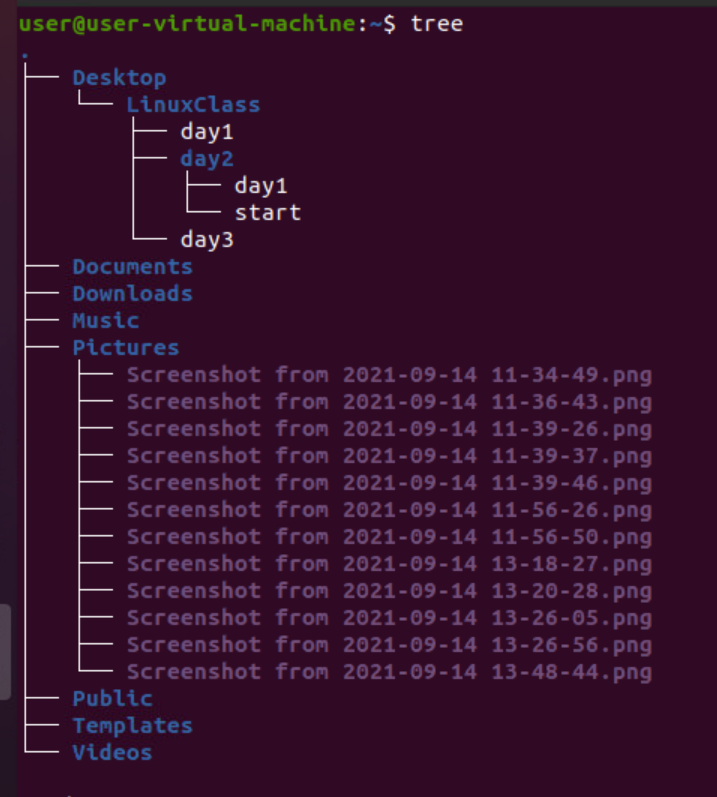 user@user-virtual-machine:~$ tree
.
├── Desktop
│   └── LinuxClass
│       ├── day1
│       ├── day2
│       │   ├── day1
│       │   └── start
│       └── day3
├── Documents
├── Downloads
├── Music
├── Pictures
│   ├── Screenshot from 2021-09-14 11-34-49.png
│   ├── Screenshot from 2021-09-14 11-36-43.png
│   ├── Screenshot from 2021-09-14 11-39-26.png
│   ├── Screenshot from 2021-09-14 11-39-37.png
│   ├── Screenshot from 2021-09-14 11-39-46.png
│   ├── Screenshot from 2021-09-14 11-56-26.png
│   ├── Screenshot from 2021-09-14 11-56-50.png
│   ├── Screenshot from 2021-09-14 13-18-27.png
│   ├── Screenshot from 2021-09-14 13-20-28.png
│   ├── Screenshot from 2021-09-14 13-26-05.png
│   ├── Screenshot from 2021-09-14 13-26-56.png
│   └── Screenshot from 2021-09-14 13-48-44.png
├── Public
├── Templates
└── Videos